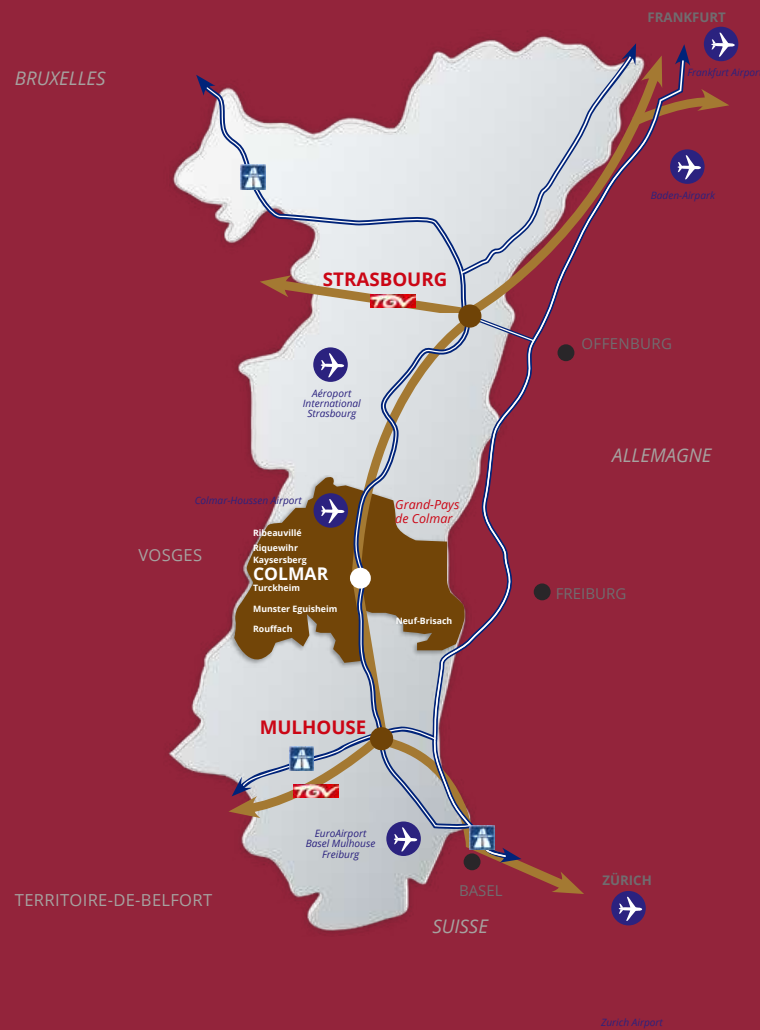 FRANKFURT
Frankfurt Airpor
BRUXELLES
Baden-Airpark
STRASBOURG
TGV
OFFENBURG
Aéroport
International
Strasbourg
ALLEMAGNE
Colmar-Houssen Airport
Grand-Pays
de Colmar
Ribeauvillé
Riquewihr
VOSGES
Kaysersberg
COLMAR
Turckheim
FREIBURG
Munster Eguisheim
Neuf-Brisach
Rouffach
MULHOUSE
TGV
EuroAirport
Basel Mulhouse
Freiburg
BASEL
ZÜRICH
TERRITOIRE-DE-BELFORT
SUISSE
Zurich Airport